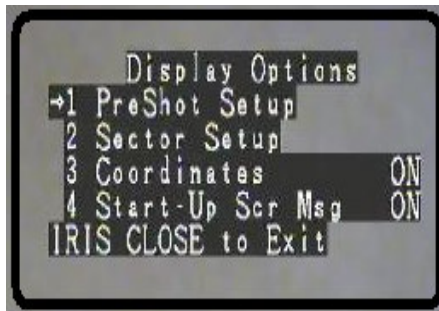 Display Options
→1 PreShot Setup
2 Sector Setup
3 Coordinates ON
4 Start-Up Scr Msg ON
IRIS CLOSE to Exit